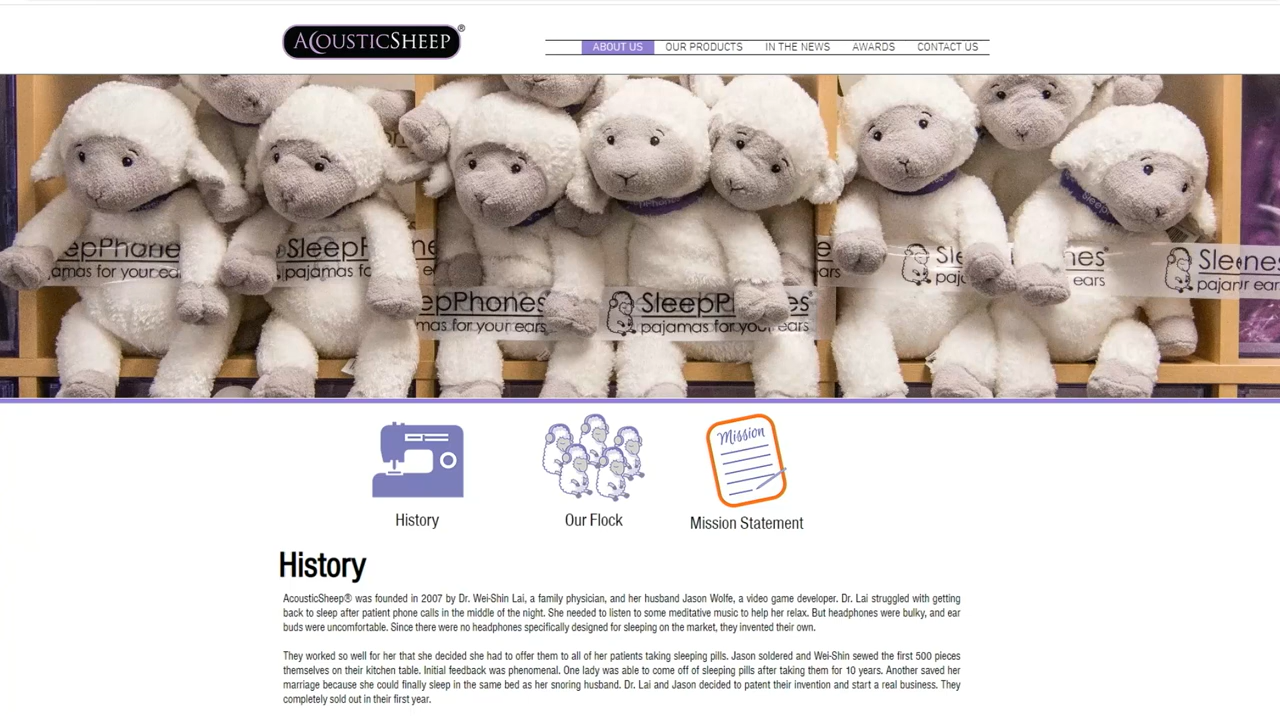 ACOUSTICSHEEP®
ABOUT US OUR PRODUCTS IN THE NEWS AWARDS CONTACT US
SleepPhones
pajamas for your ears
Mission
History Our Flock Mission Statement
History
AcousticSheep® was founded in 2007 by Dr. Wei-Shin Lai, a family physician, and her husband Jason Wolfe, a video game developer. Dr. Lai struggled with getting
back to sleep after patient phone calls in the middle of the night. She needed to listen to some meditative music to help her relax. But headphones were bulky, and ear
buds were uncomfortable. Since there were no headphones specifically designed for sleeping on the market, they invented their own.
They worked so well for her that she decided she had to offer them to all of her patients taking sleeping pills. Jason soldered and Wei-Shin sewed the first 500 pieces
themselves on their kitchen table. Initial feedback was phenomenal. One lady was able to come off of sleeping pills after taking them for 10 years. Another saved her
marriage because she could finally sleep in the same bed as her snoring husband. Dr. Lai and Jason decided to patent their invention and start a real business. They
completely sold out in their first year.